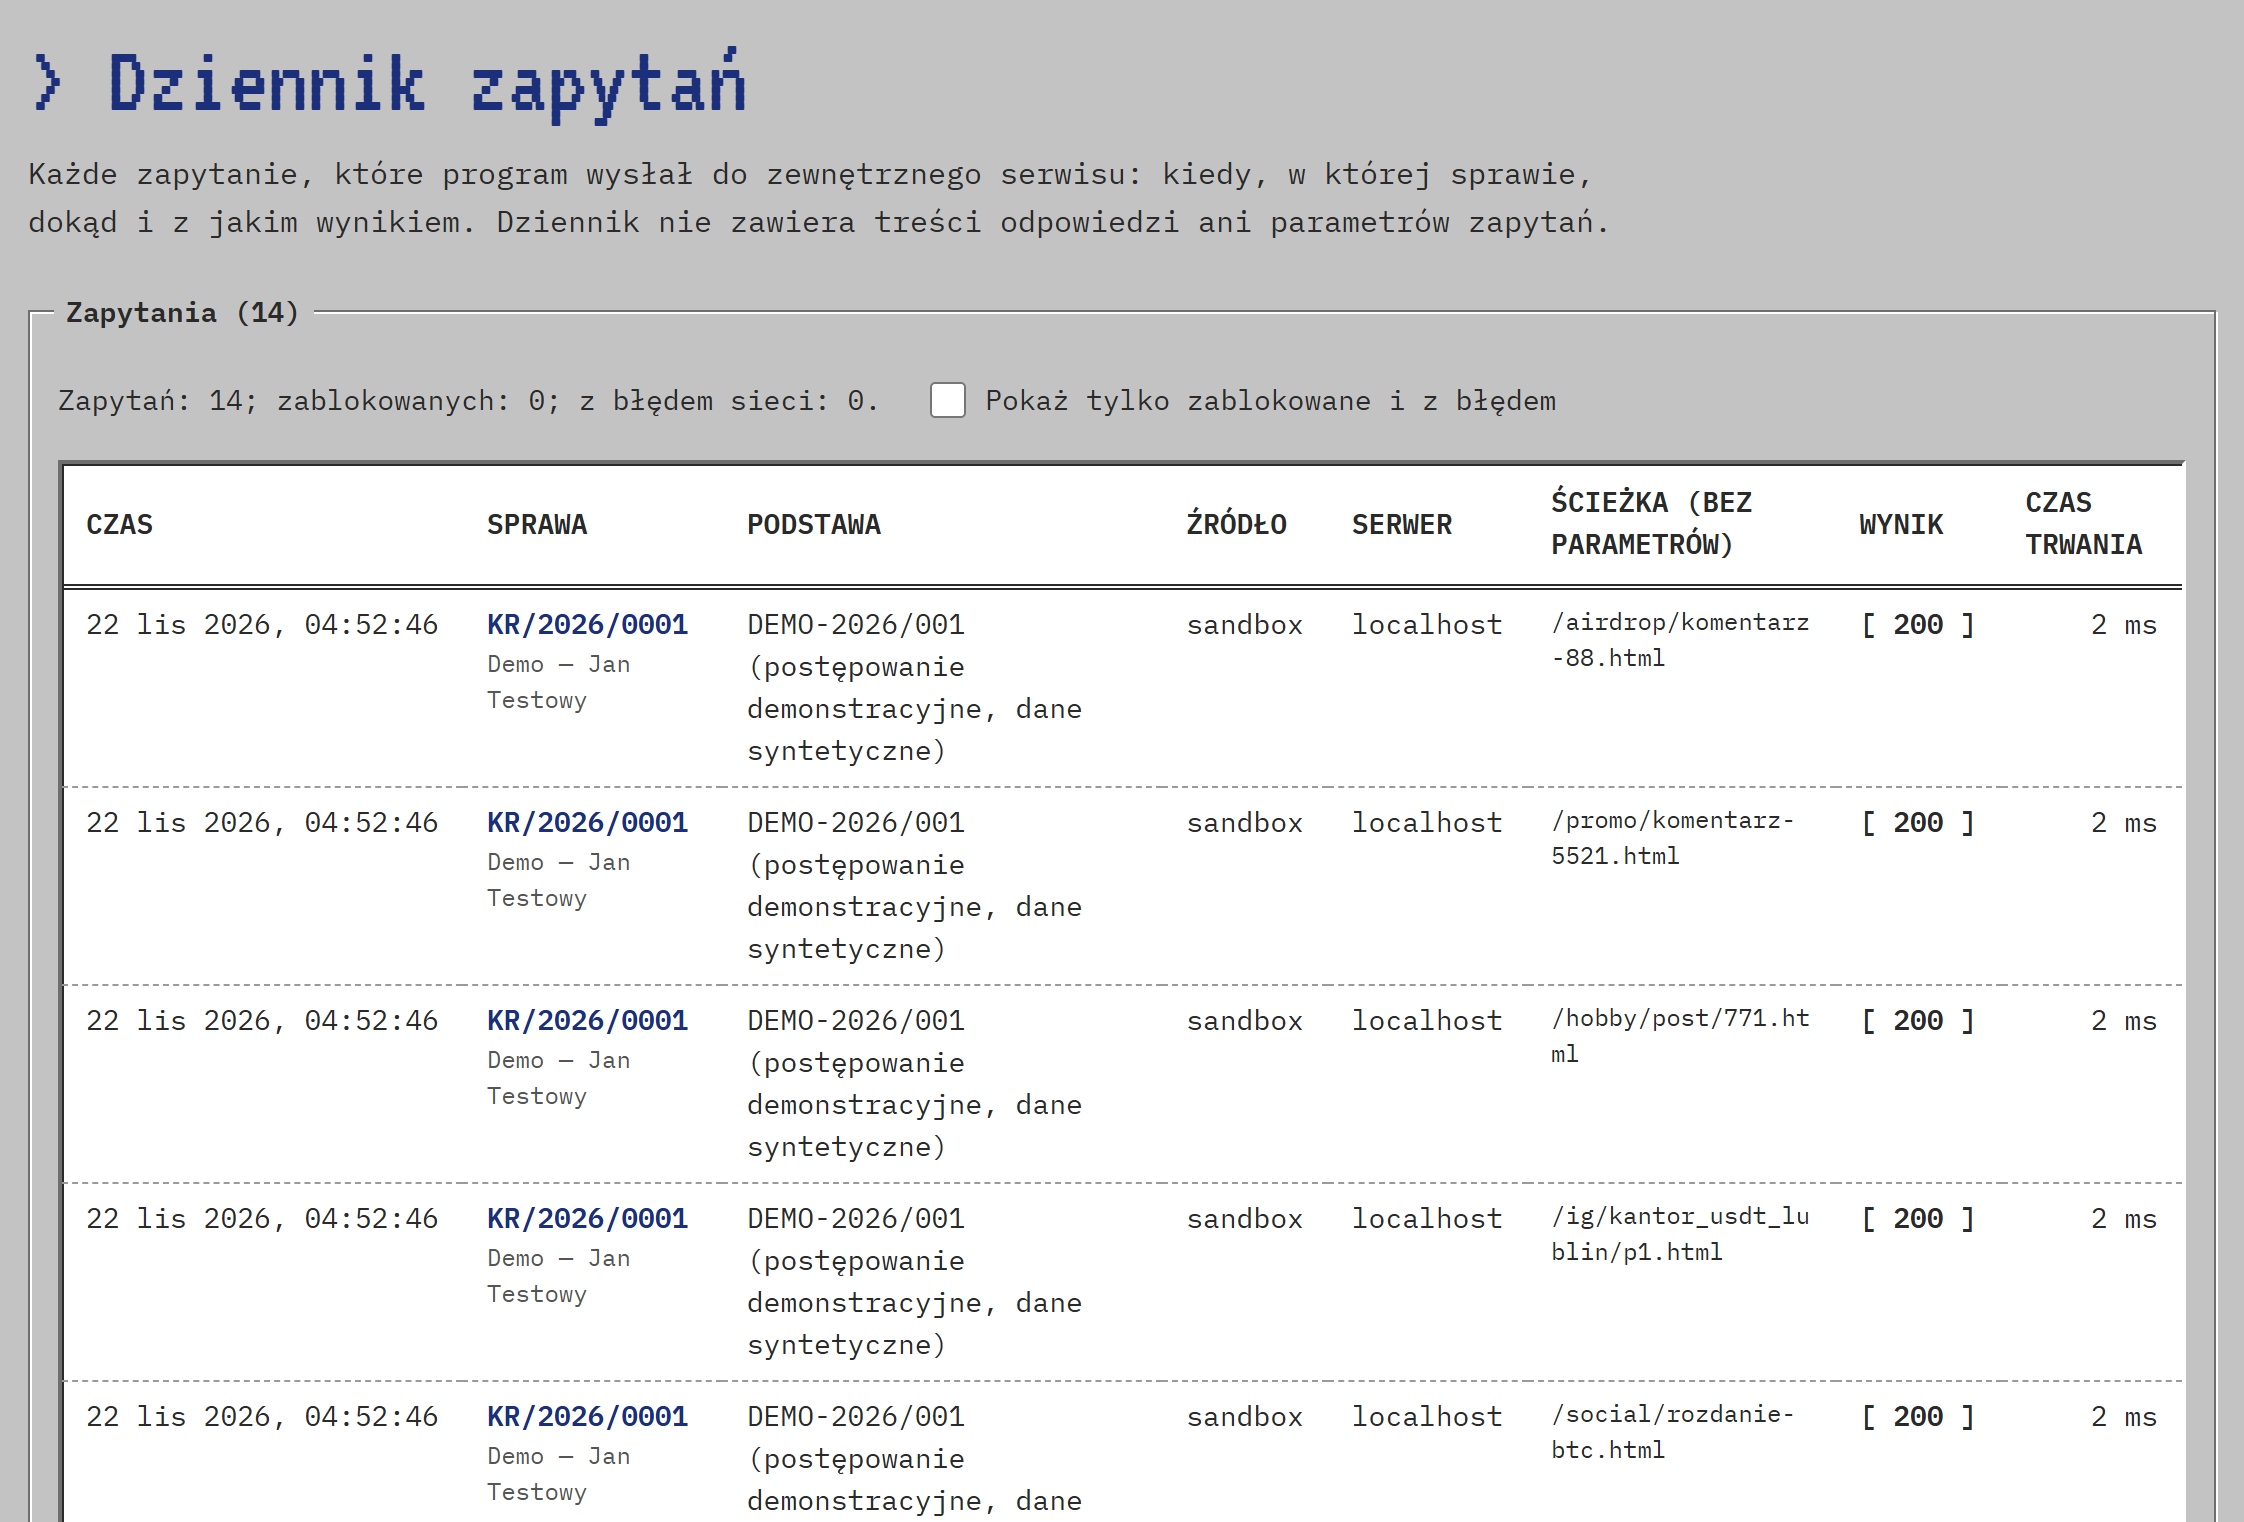 > Dziennik zapytań
Każde zapytanie, które program wysłał do zewnętrznego serwisu: kiedy, w której sprawie,
dokąd i z jakim wynikiem. Dziennik nie zawiera treści odpowiedzi ani parametrów zapytań.
Zapytania (14)
Zapytań: 14; zablokowanych: 0; z błędem sieci: 0. Pokaż tylko zablokowane i z błędem
CZAS SPRAWA PODSTAWA ŹRÓDŁO SERWER ŚCIEŻKA (BEZ PARAMETRÓW) WYNIK CZAS TRWANIA
22 lis 2026, 04:52:46 KR/2026/0001 DEMO-2026/001 sandbox localhost /airdrop/komentarz [ 200 ] 2 ms
Demo — Jan (postępowanie -88.html
Testowy demonstracyjne, dane
syntetyczne)
22 lis 2026, 04:52:46 KR/2026/0001 DEMO-2026/001 sandbox localhost /promo/komentarz- [ 200 ] 2 ms
Demo — Jan (postępowanie 5521.html
Testowy demonstracyjne, dane
syntetyczne)
22 lis 2026, 04:52:46 KR/2026/0001 DEMO-2026/001 sandbox localhost /hobby/post/771.ht [ 200 ] 2 ms
Demo — Jan (postępowanie ml
Testowy demonstracyjne, dane
syntetyczne)
22 lis 2026, 04:52:46 KR/2026/0001 DEMO-2026/001 sandbox localhost /ig/kantor_usdt_lu [ 200 ] 2 ms
Demo — Jan (postępowanie blin/p1.html
Testowy demonstracyjne, dane
syntetyczne)
22 lis 2026, 04:52:46 KR/2026/0001 DEMO-2026/001 sandbox localhost /social/rozdanie- [ 200 ] 2 ms
Demo — Jan (postępowanie btc.html
Testowy demonstracyjne, dane